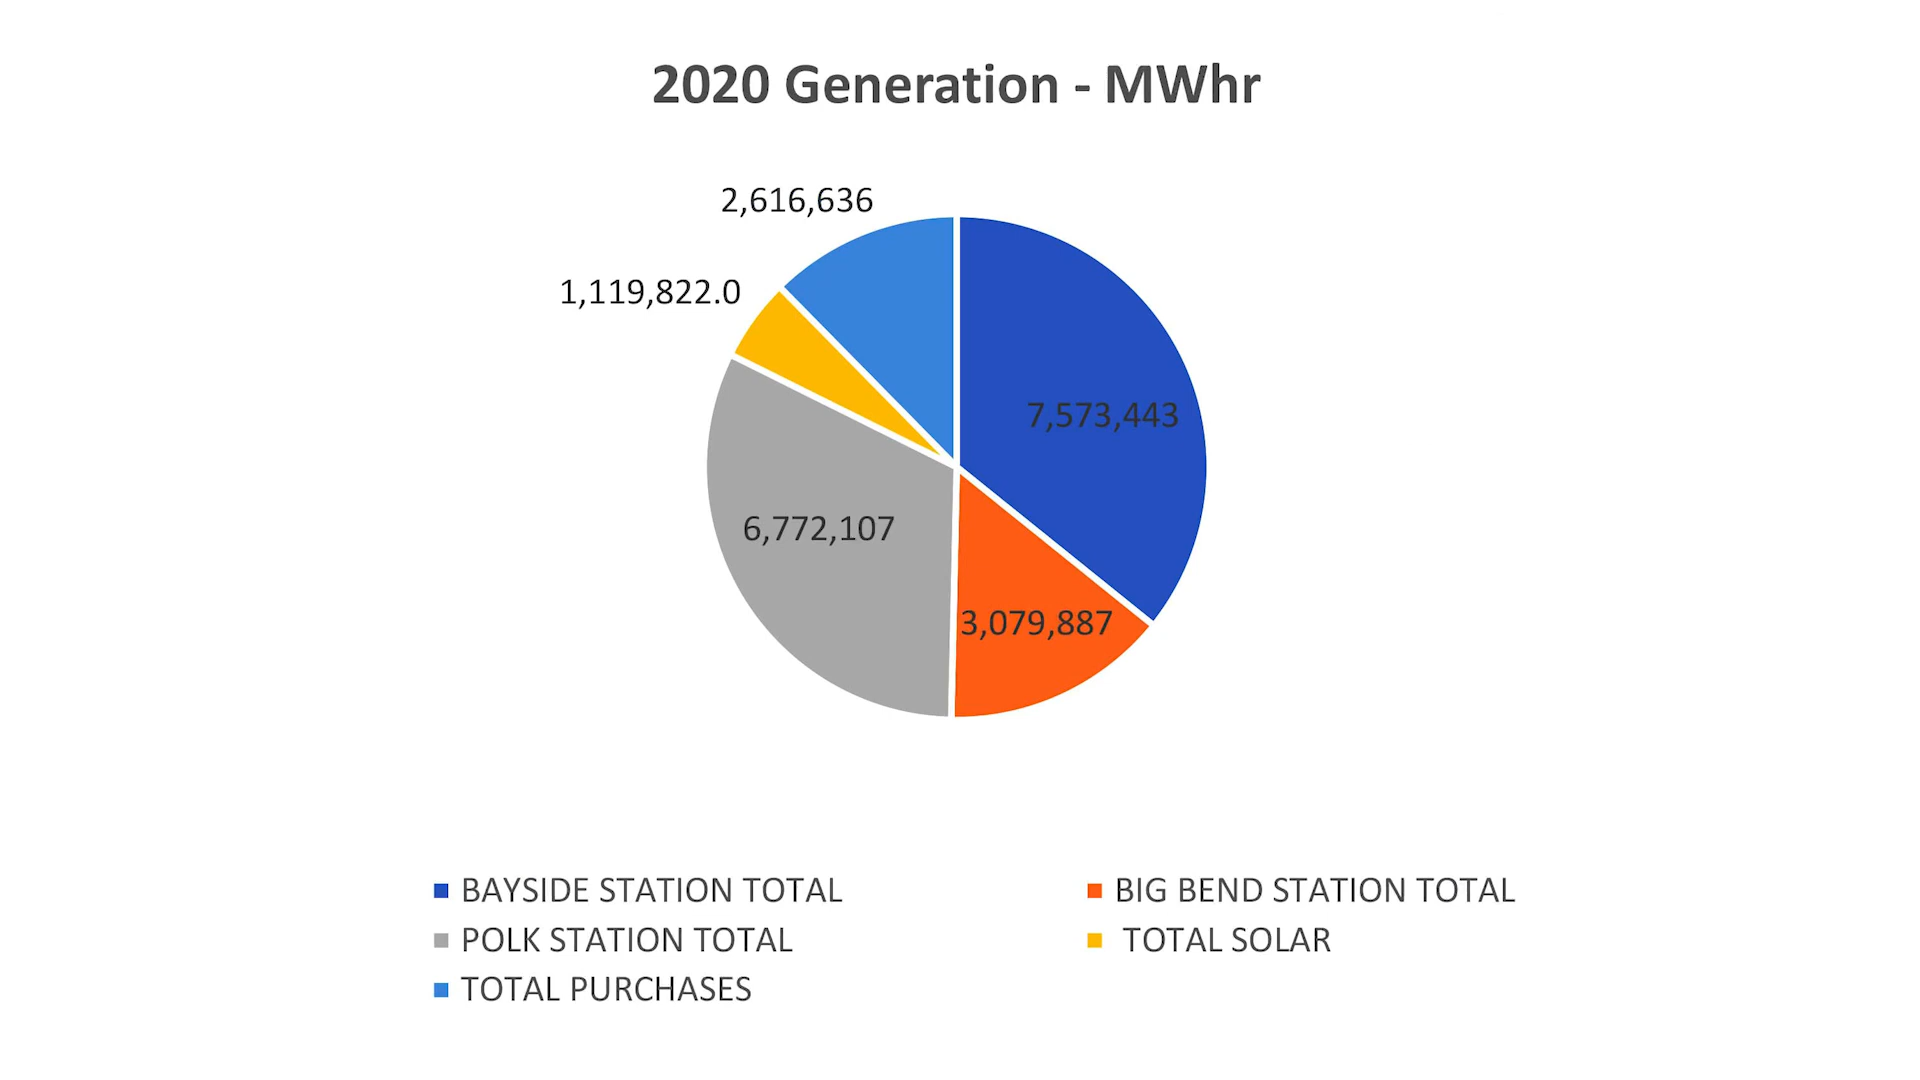 2020 Generation - MWhr
2,616,636
1,119,822.0
7,573,443
6,772,107
3,079,887
BAYSIDE STATION TOTAL
BIG BEND STATION TOTAL
POLK STATION TOTAL
TOTAL SOLAR
TOTAL PURCHASES